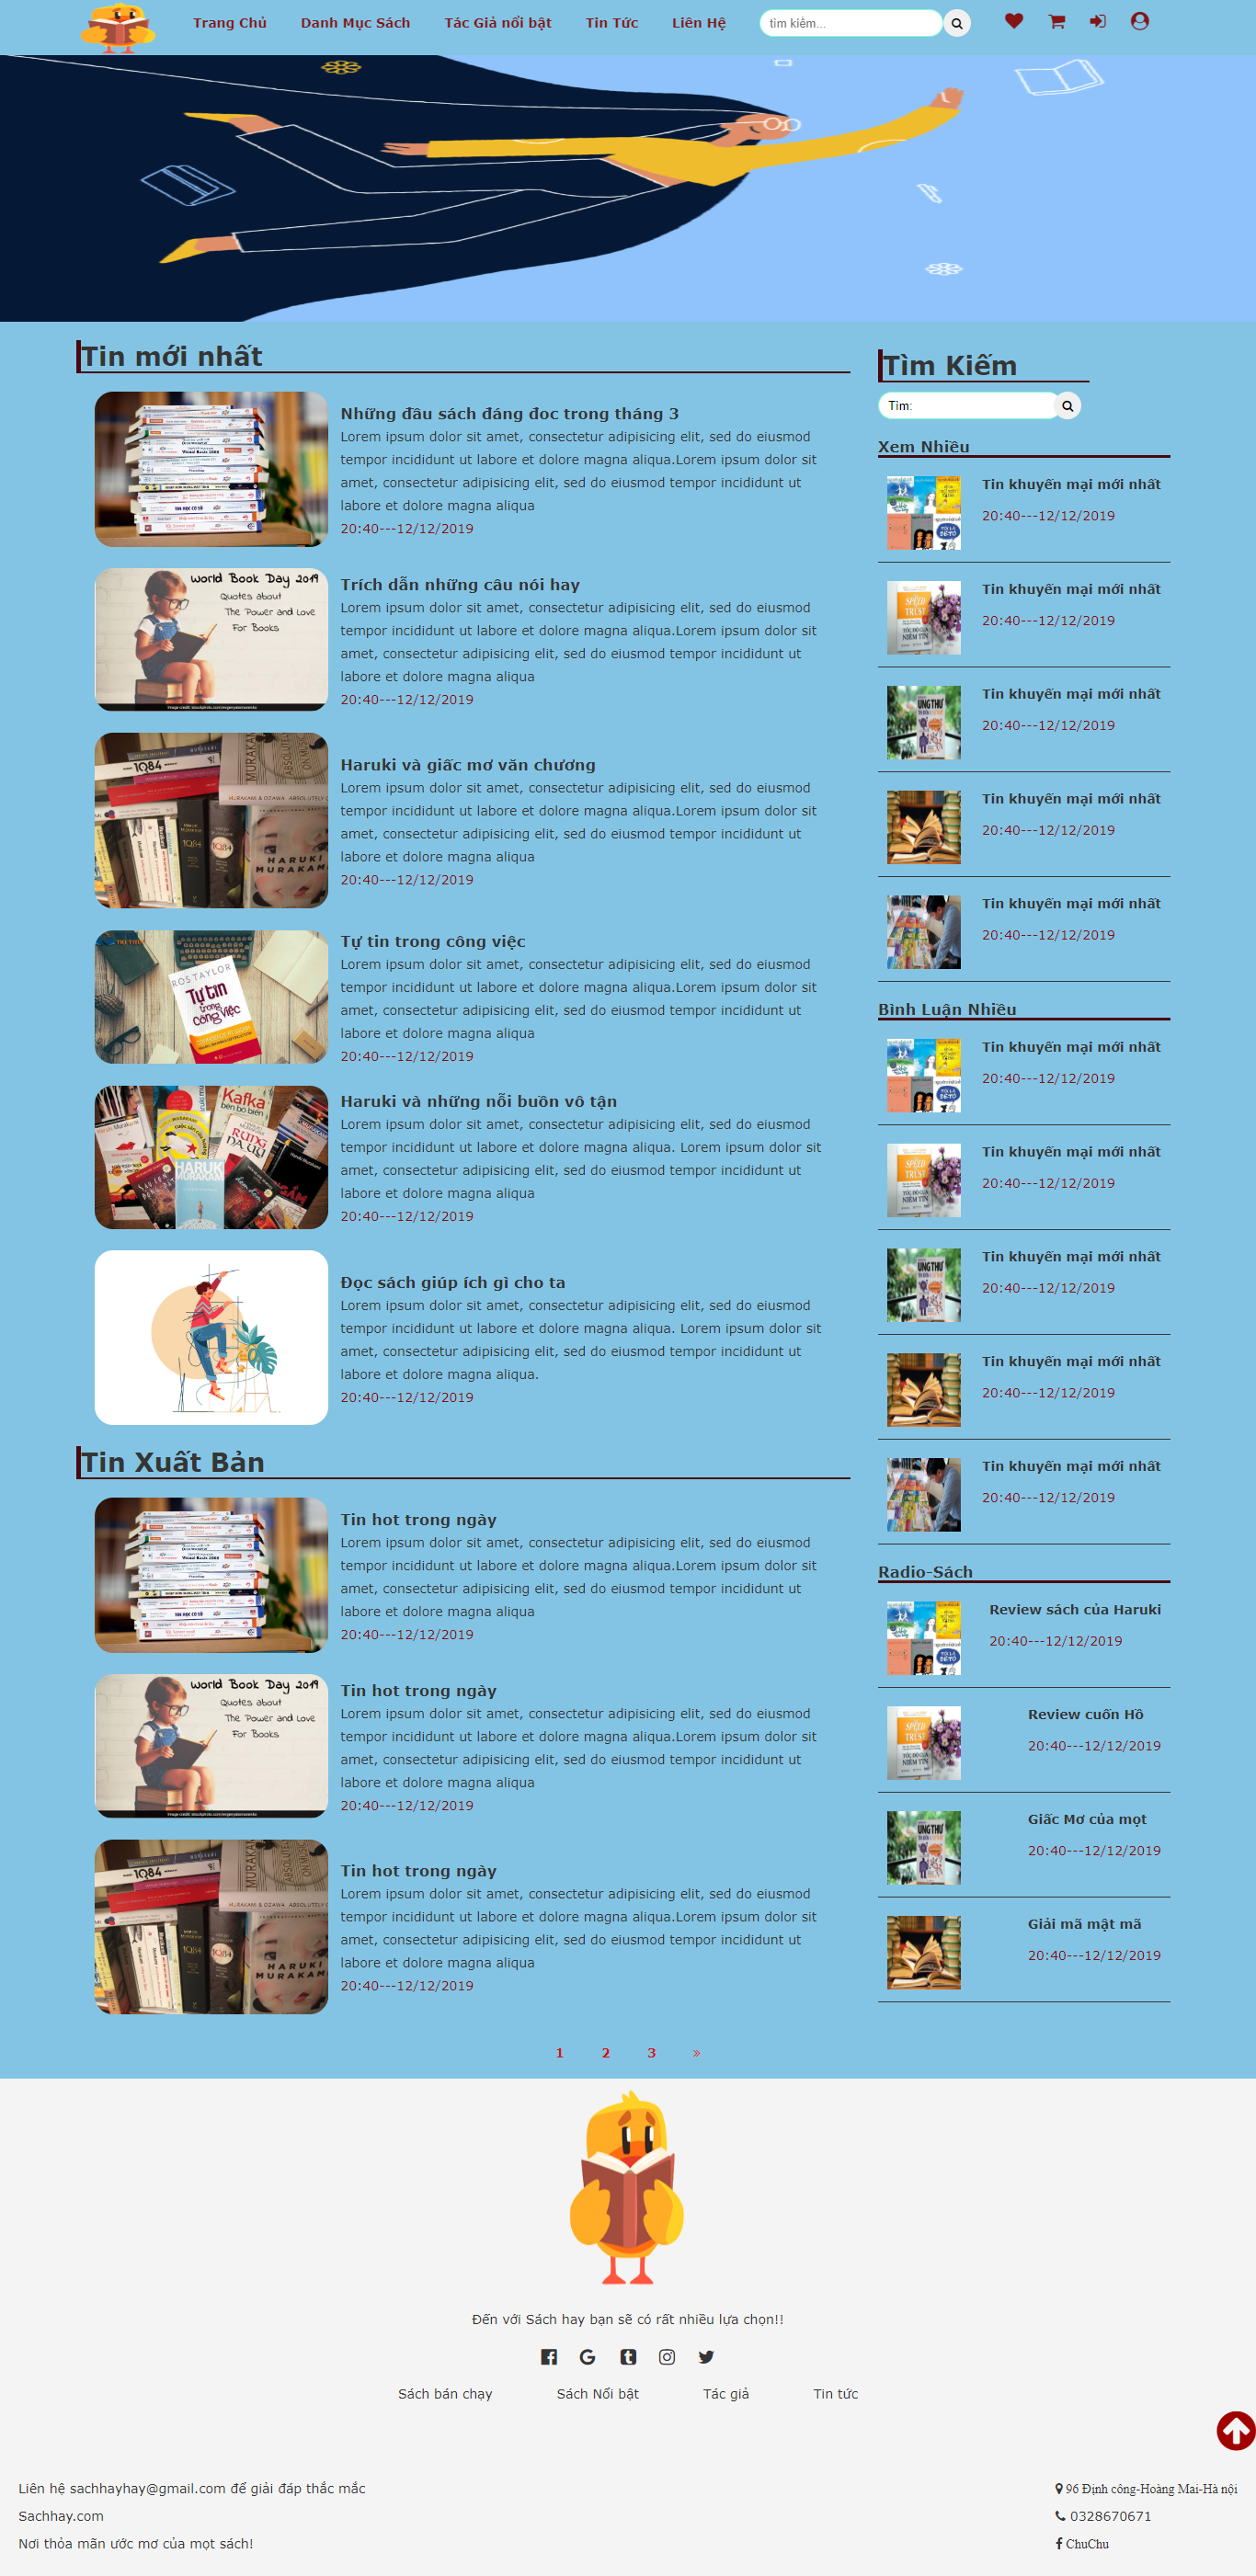 Trang Chủ Danh Mục Sách Tác Giả nổi bật Tin Tức Liên Hệ tìm kiếm...
Tin mới nhất
Những đầu sách đáng đoc trong tháng 3
Lorem ipsum dolor sit amet, consectetur adipisicing elit, sed do eiusmod
tempor incididunt ut labore et dolore magna aliqua.Lorem ipsum dolor sit
amet, consectetur adipisicing elit, sed do eiusmod tempor incididunt ut
labore et dolore magna aliqua
20:40---12/12/2019
World Book Day 2019
Quotes about
The Power and Love
For Books
Trích dẫn những câu nói hay
Lorem ipsum dolor sit amet, consectetur adipisicing elit, sed do eiusmod
tempor incididunt ut labore et dolore magna aliqua.Lorem ipsum dolor sit
amet, consectetur adipisicing elit, sed do eiusmod tempor incididunt ut
labore et dolore magna aliqua
20:40---12/12/2019
1Q84
MURAKAMI & OZAWA ABSOLUTELY
1Q84
HARUKI
MURAKAMI
Haruki và giấc mơ văn chương
Lorem ipsum dolor sit amet, consectetur adipisicing elit, sed do eiusmod
tempor incididunt ut labore et dolore magna aliqua.Lorem ipsum dolor sit
amet, consectetur adipisicing elit, sed do eiusmod tempor incididunt ut
labore et dolore magna aliqua
20:40---12/12/2019
ROS TAYLOR
Tự tin
trong
công việc
Tự tin trong công việc
Lorem ipsum dolor sit amet, consectetur adipisicing elit, sed do eiusmod
tempor incididunt ut labore et dolore magna aliqua.Lorem ipsum dolor sit
amet, consectetur adipisicing elit, sed do eiusmod tempor incididunt ut
labore et dolore magna aliqua
20:40---12/12/2019
Kafka
bên bờ biển
RỪNG
NA UY
Haruki và những nỗi buồn vô tận
Lorem ipsum dolor sit amet, consectetur adipisicing elit, sed do eiusmod
tempor incididunt ut labore et dolore magna aliqua. Lorem ipsum dolor sit
amet, consectetur adipisicing elit, sed do eiusmod tempor incididunt ut
labore et dolore magna aliqua
20:40---12/12/2019
Đọc sách giúp ích gì cho ta
Lorem ipsum dolor sit amet, consectetur adipisicing elit, sed do eiusmod
tempor incididunt ut labore et dolore magna aliqua. Lorem ipsum dolor sit
amet, consectetur adipisicing elit, sed do eiusmod tempor incididunt ut
labore et dolore magna aliqua.
20:40---12/12/2019
Tin Xuất Bản
Tin hot trong ngày
Lorem ipsum dolor sit amet, consectetur adipisicing elit, sed do eiusmod
tempor incididunt ut labore et dolore magna aliqua.Lorem ipsum dolor sit
amet, consectetur adipisicing elit, sed do eiusmod tempor incididunt ut
labore et dolore magna aliqua
20:40---12/12/2019
World Book Day 2019
Quotes about
The Power and Love
For Books
Tin hot trong ngày
Lorem ipsum dolor sit amet, consectetur adipisicing elit, sed do eiusmod
tempor incididunt ut labore et dolore magna aliqua.Lorem ipsum dolor sit
amet, consectetur adipisicing elit, sed do eiusmod tempor incididunt ut
labore et dolore magna aliqua
20:40---12/12/2019
1Q84
MURAKAMI & OZAWA ABSOLUTELY
1Q84
HARUKI
MURAKAMI
Tin hot trong ngày
Lorem ipsum dolor sit amet, consectetur adipisicing elit, sed do eiusmod
tempor incididunt ut labore et dolore magna aliqua.Lorem ipsum dolor sit
amet, consectetur adipisicing elit, sed do eiusmod tempor incididunt ut
labore et dolore magna aliqua
20:40---12/12/2019
Tìm Kiếm
Tìm:
Xem Nhiều
Tin khuyến mại mới nhất
20:40---12/12/2019
Tin khuyến mại mới nhất
20:40---12/12/2019
Tin khuyến mại mới nhất
20:40---12/12/2019
Tin khuyến mại mới nhất
20:40---12/12/2019
Tin khuyến mại mới nhất
20:40---12/12/2019
Bình Luận Nhiều
Tin khuyến mại mới nhất
20:40---12/12/2019
Tin khuyến mại mới nhất
20:40---12/12/2019
Tin khuyến mại mới nhất
20:40---12/12/2019
Tin khuyến mại mới nhất
20:40---12/12/2019
Tin khuyến mại mới nhất
20:40---12/12/2019
Radio-Sách
Review sách của Haruki
20:40---12/12/2019
Review cuốn Hồ
20:40---12/12/2019
Giấc Mơ của mọt
20:40---12/12/2019
Giải mã mật mã
20:40---12/12/2019
1 2 3 »
Đến với Sách hay bạn sẽ có rất nhiều lựa chọn!!
Sách bán chạy Sách Nổi bật Tác giả Tin tức
Liên hệ sachhayhay@gmail.com để giải đáp thắc mắc
Sachhay.com
Nơi thỏa mãn ước mơ của mọt sách!
96 Định công-Hoàng Mai-Hà nội
0328670671
ChuChu